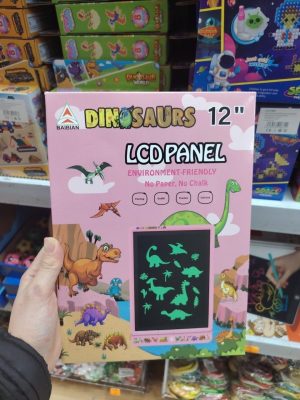 BAIBIAN
DINOSAURS 12"
LCD PANEL
ENVIRONMENT-FRIENDLY
No Paper, No Chalk